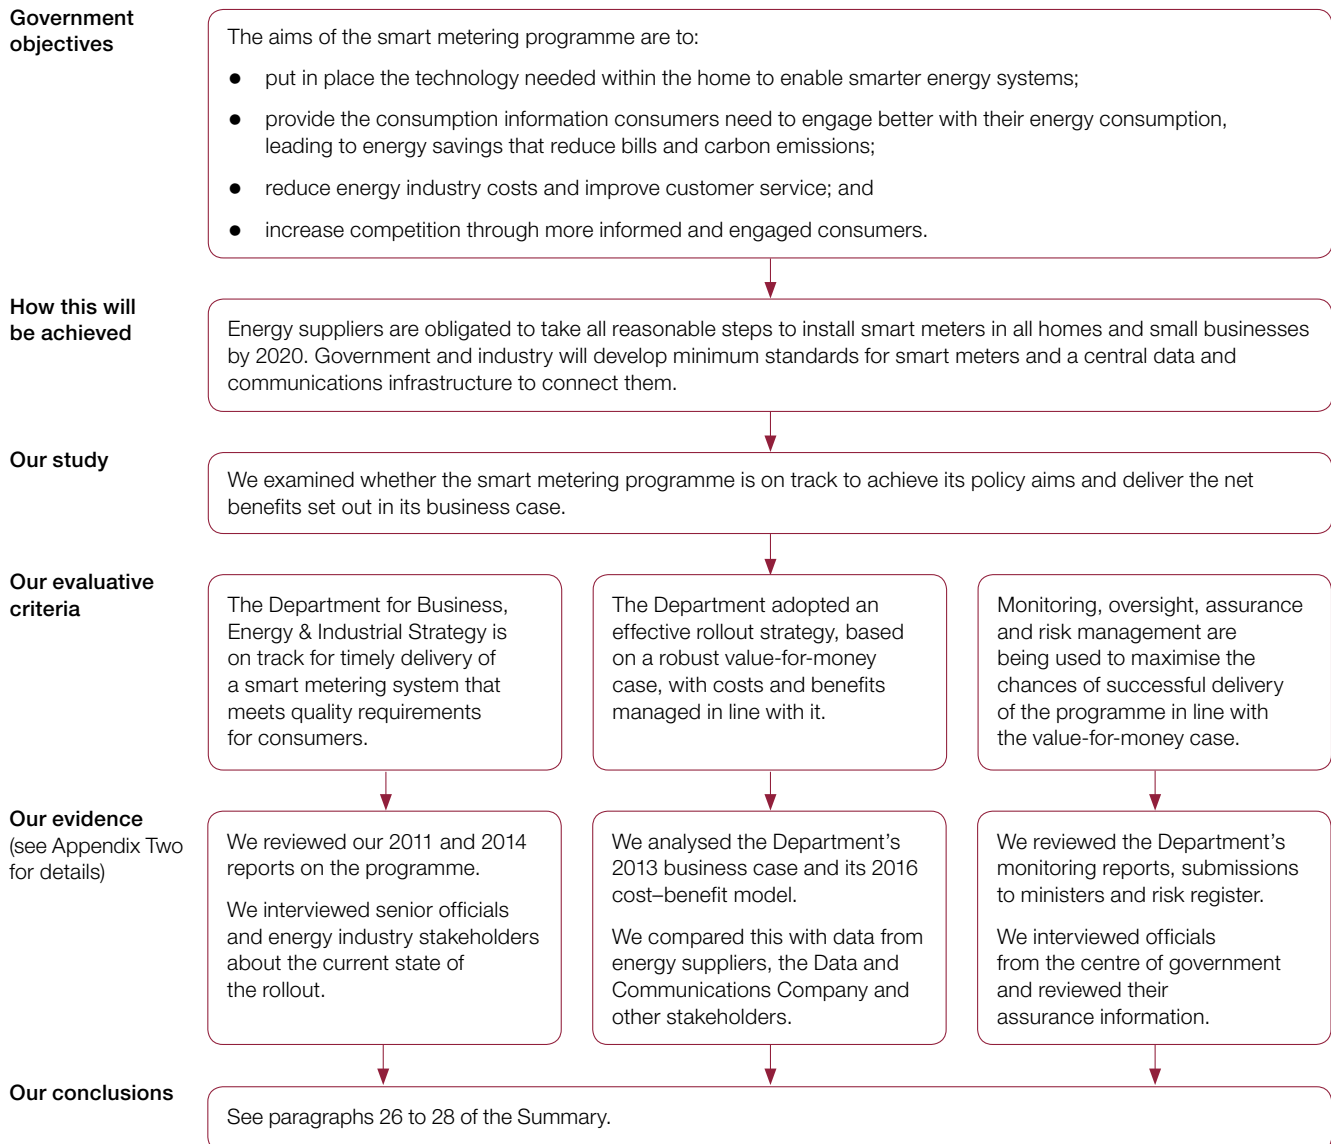 Government
objectives
The aims of the smart metering programme are to:
● put in place the technology needed within the home to enable smarter energy systems;
● provide the consumption information consumers need to engage better with their energy consumption,
leading to energy savings that reduce bills and carbon emissions;
● reduce energy industry costs and improve customer service; and
● increase competition through more informed and engaged consumers.
How this will
be achieved
Energy suppliers are obligated to take all reasonable steps to install smart meters in all homes and small businesses
by 2020. Government and industry will develop minimum standards for smart meters and a central data and
communications infrastructure to connect them.
Our study
We examined whether the smart metering programme is on track to achieve its policy aims and deliver the net
benefits set out in its business case.
Our evaluative
criteria
The Department for Business,
Energy & Industrial Strategy is
on track for timely delivery of
a smart metering system that
meets quality requirements
for consumers.
The Department adopted an
effective rollout strategy, based
on a robust value-for-money
case, with costs and benefits
managed in line with it.
Monitoring, oversight, assurance
and risk management are
being used to maximise the
chances of successful delivery
of the programme in line with
the value-for-money case.
Our evidence
(see Appendix Two
for details)
We reviewed our 2011 and 2014
reports on the programme.
We interviewed senior officials
and energy industry stakeholders
about the current state of
the rollout.
We analysed the Department's
2013 business case and its 2016
cost–benefit model.
We compared this with data from
energy suppliers, the Data and
Communications Company and
other stakeholders.
We reviewed the Department's
monitoring reports, submissions
to ministers and risk register.
We interviewed officials
from the centre of government
and reviewed their
assurance information.
Our conclusions
See paragraphs 26 to 28 of the Summary.